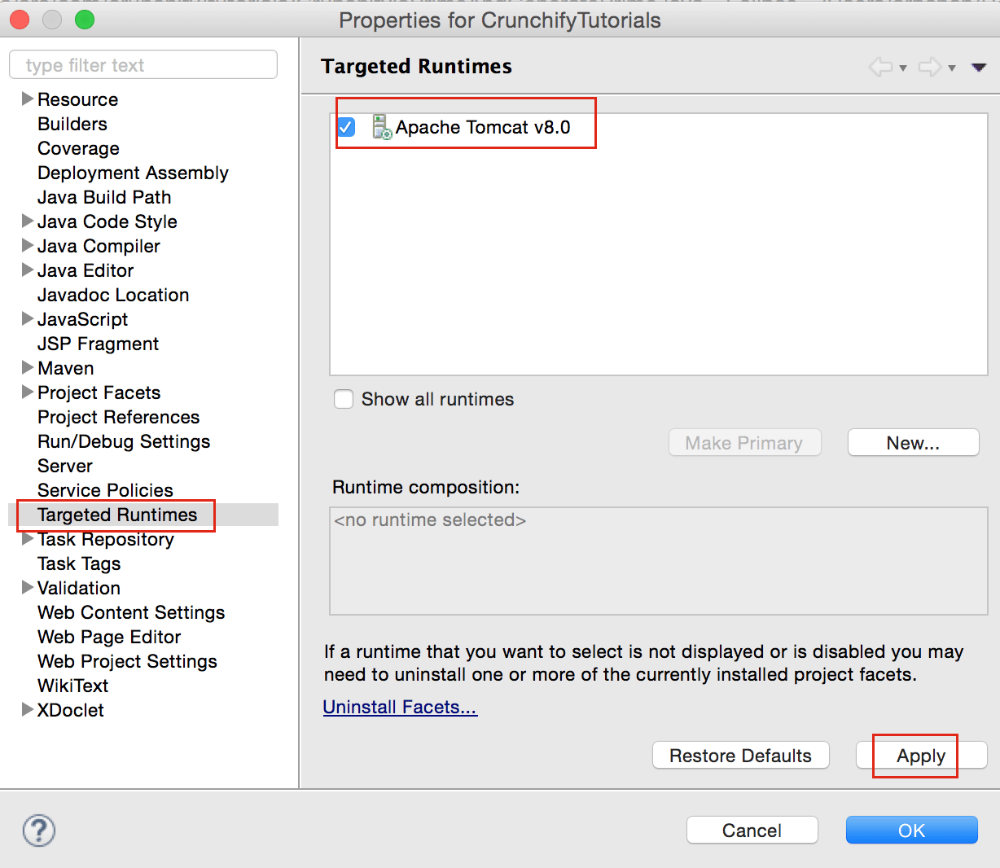 Properties for CrunchifyTutorials
type filter text
Resource
Builders
Coverage
Deployment Assembly
Java Build Path
Java Code Style
Java Compiler
Java Editor
Javadoc Location
JavaScript
JSP Fragment
Maven
Project Facets
Project References
Run/Debug Settings
Server
Service Policies
Targeted Runtimes
Task Repository
Task Tags
Validation
Web Content Settings
Web Page Editor
Web Project Settings
WikiText
XDoclet
Targeted Runtimes
Apache Tomcat v8.0
Show all runtimes
Make Primary
New...
Runtime composition:
<no runtime selected>
If a runtime that you want to select is not displayed or is disabled you may
need to uninstall one or more of the currently installed project facets.
Uninstall Facets...
Restore Defaults
Apply
?
Cancel
OK